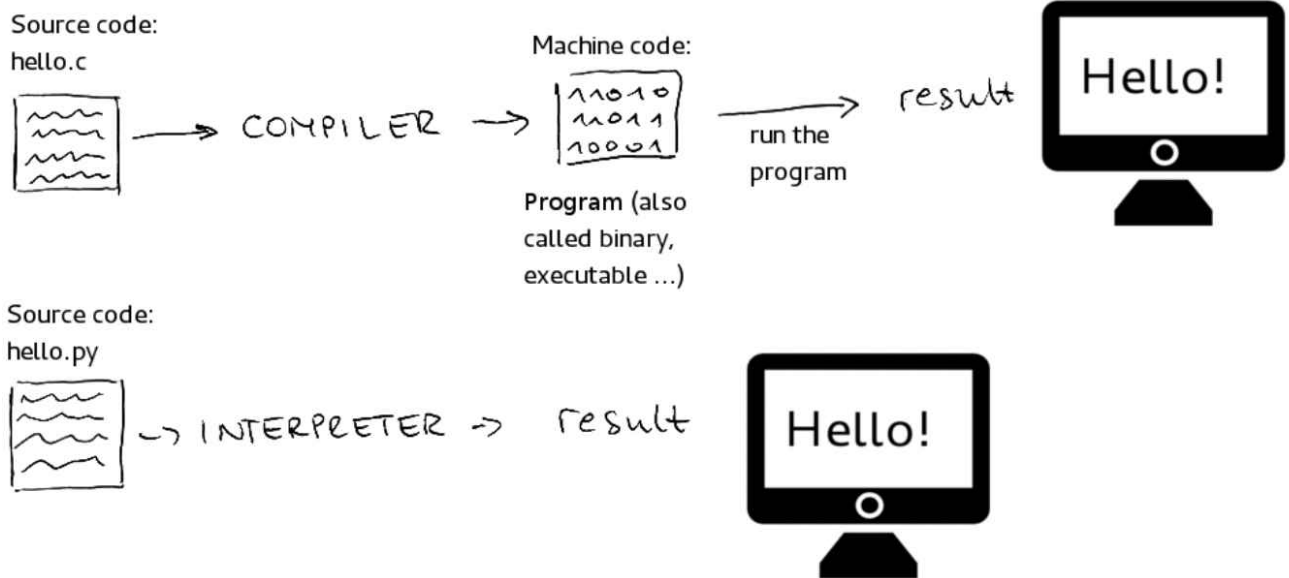 Source code:
hello.c
COMPILER
Machine code:
11010
11011
10001
Program (also
called binary,
executable ...)
run the
program
result
Hello!
Source code:
hello.py
INTERPRETER
result
Hello!